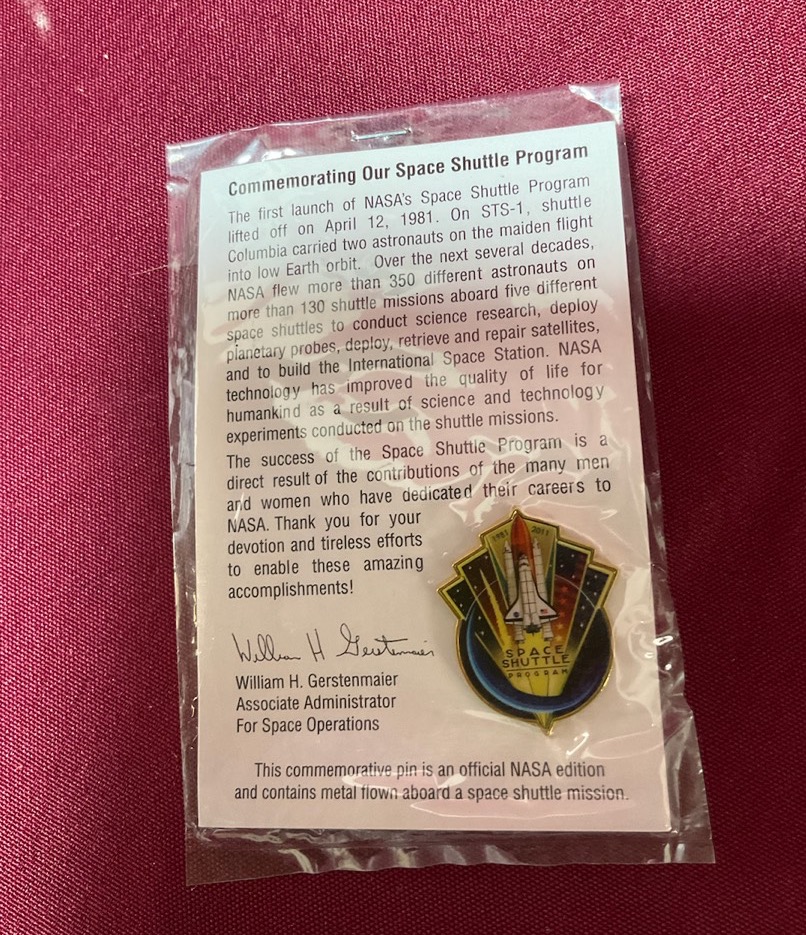 Commemorating Our Space Shuttle Program
The first launch of NASA's Space Shuttle Program
lifted off on April 12, 1981. On STS-1, shuttle
Columbia carried two astronauts on the maiden flight
into low Earth orbit. Over the next several decades,
NASA flew more than 350 different astronauts on
more than 130 shuttle missions aboard five different
space shuttles to conduct science research, deploy
planetary probes, deploy, retrieve and repair satellites,
and to build the International Space Station. NASA
technology has improved the quality of life for
humankind as a result of science and technology
experiments conducted on the shuttle missions.
The success of the Space Shuttle Program is a
direct result of the contributions of the many men
and women who have dedicated their careers to
NASA. Thank you for your
devotion and tireless efforts
to enable these amazing
accomplishments!
William H Gerstenmaier
William H. Gerstenmaier
Associate Administrator
For Space Operations
1981 2011
SPACE
SHUTTLE
PROGRAM
This commemorative pin is an official NASA edition
and contains metal flown aboard a space shuttle mission.